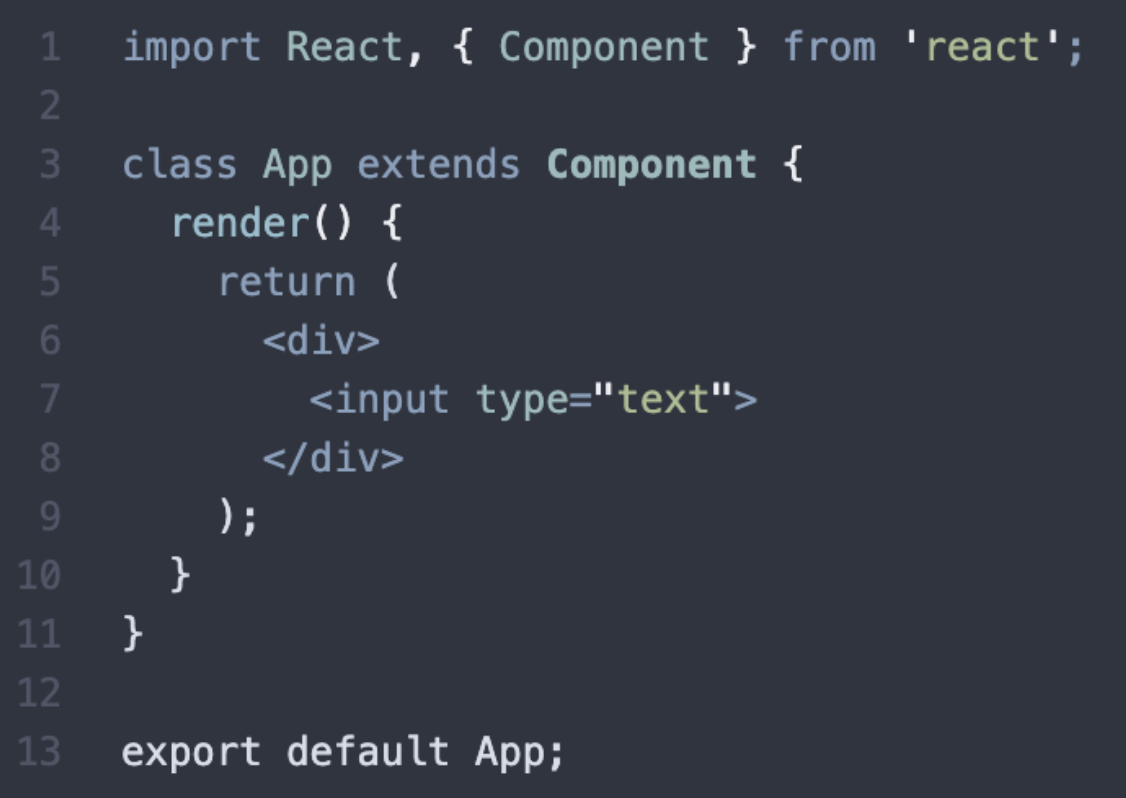 1 import React, { Component } from 'react';
2
3 class App extends Component {
4   render() {
5     return (
6       <div>
7         <input type="text">
8       </div>
9     );
10   }
11 }
12
13 export default App;